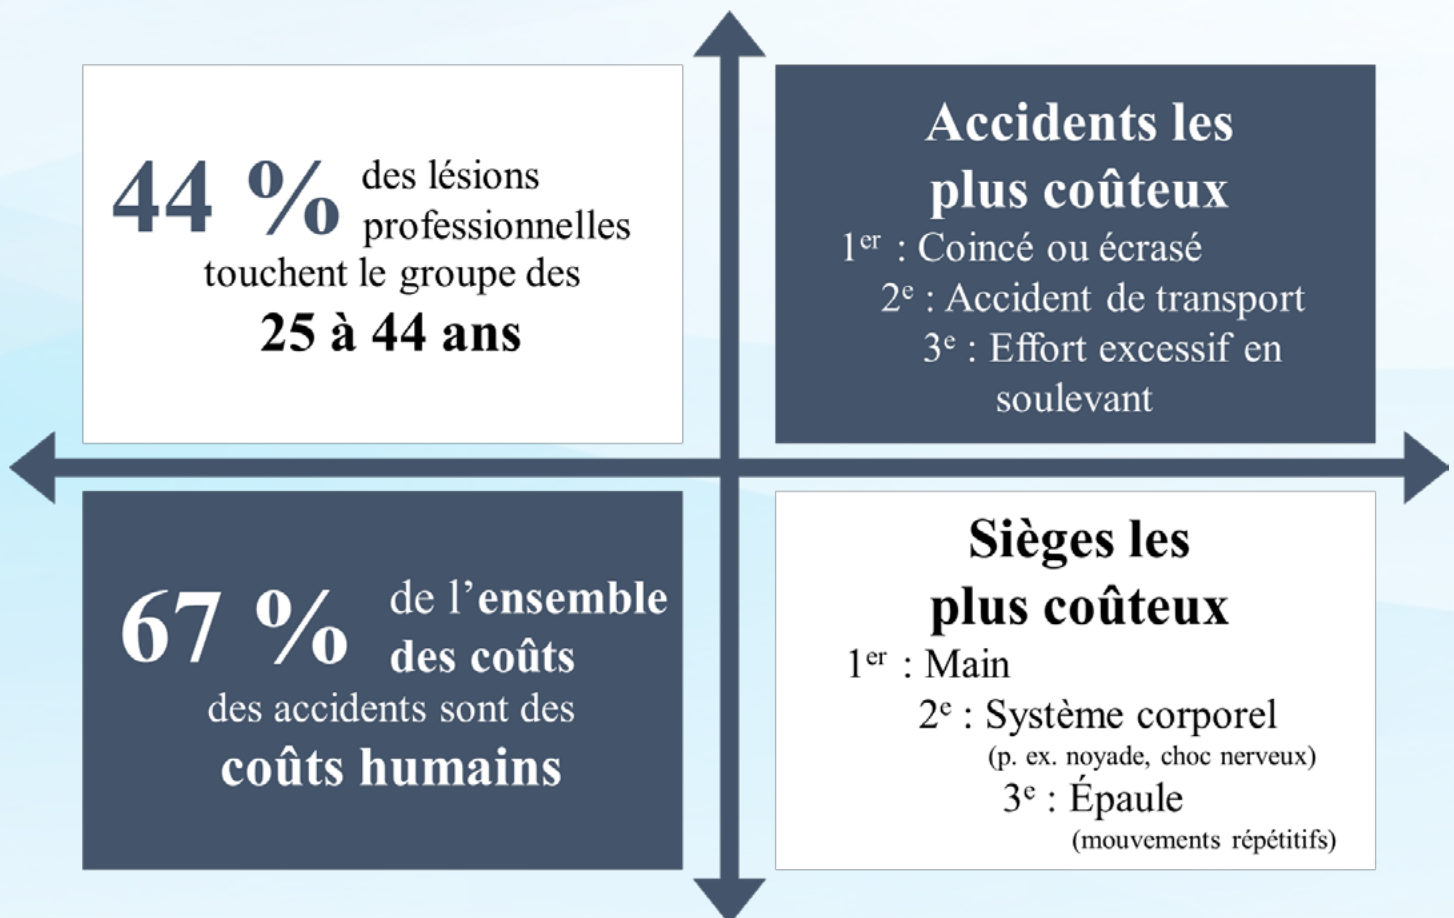 44 % des lésions
professionnelles
touchent le groupe des
25 à 44 ans
Accidents les
plus coûteux
1er : Coincé ou écrasé
2e : Accident de transport
3e : Effort excessif en
soulevant
67 % de l’ensemble
des coûts
des accidents sont des
coûts humains
Sièges les
plus coûteux
1er : Main
2e : Système corporel
(p. ex. noyade, choc nerveux)
3e : Épaule
(mouvements répétitifs)